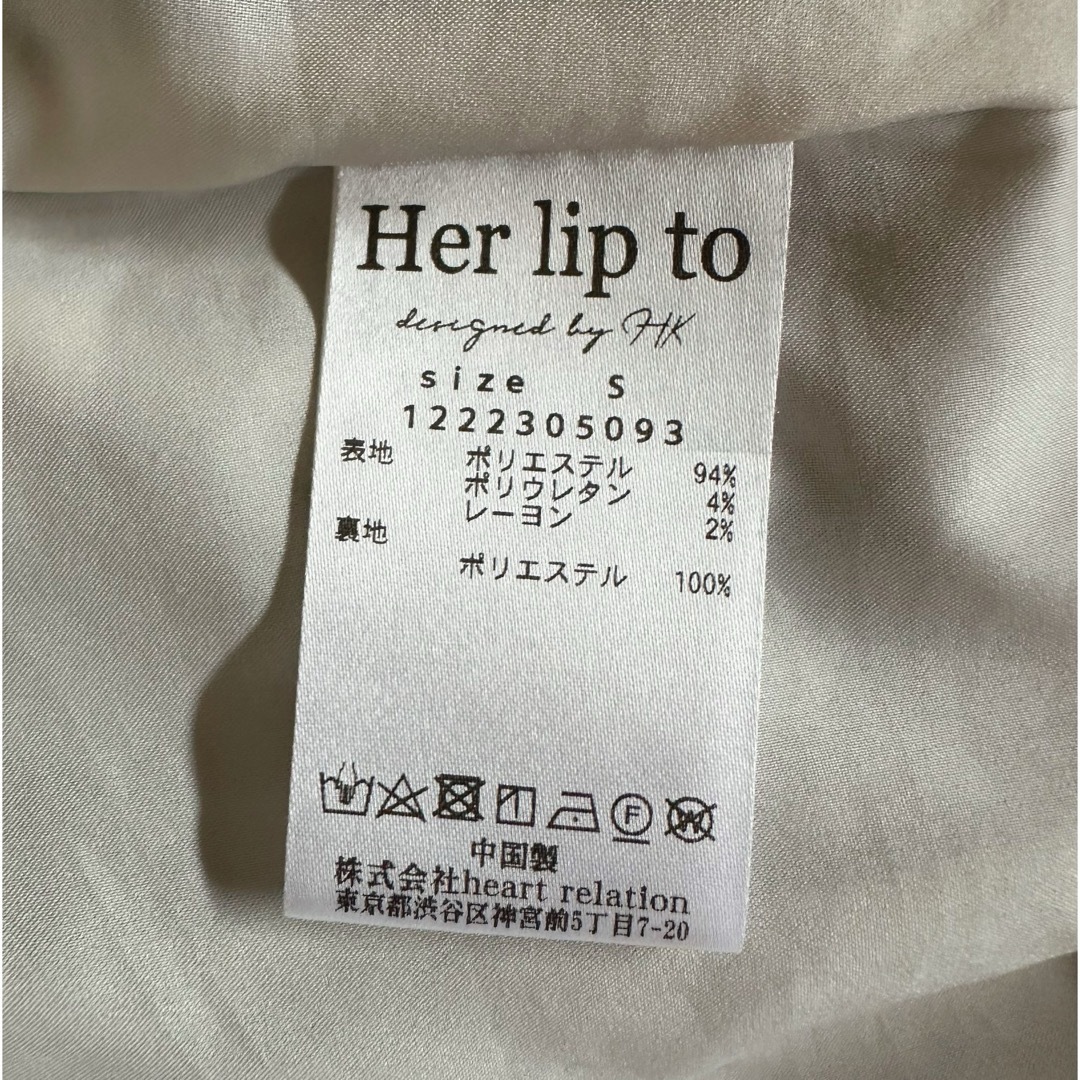 Her lip to
designed by HK
size S
1222305093
表地 ポリエステル 94%
ポリウレタン 4%
レーヨン 2%
裏地
ポリエステル 100%
F
W
中国製
株式会社heart relation
東京都渋谷区神宮前5丁目7-20